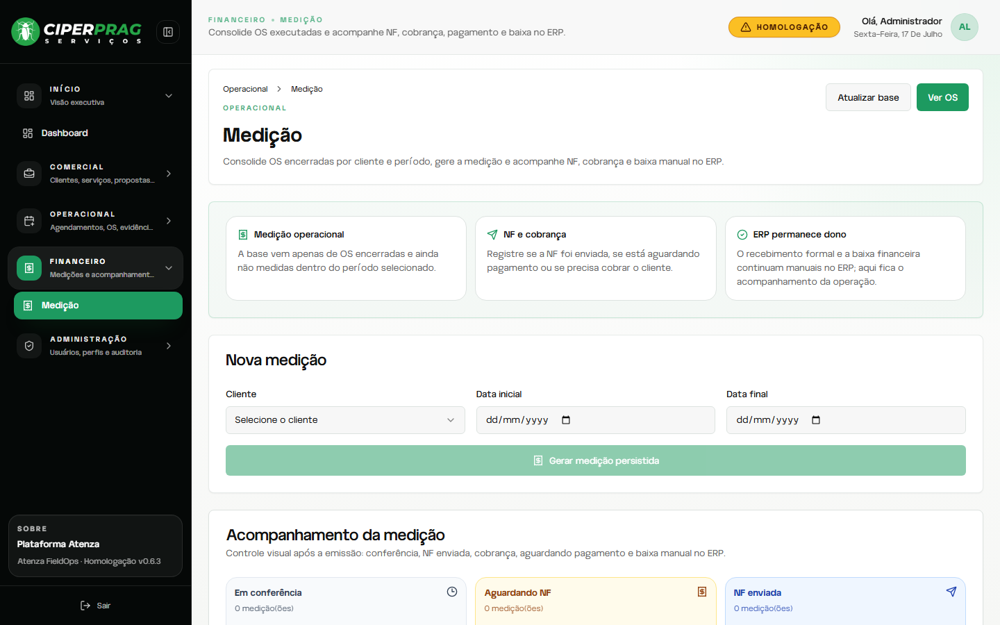 CIPERPRAG
SERVIÇOS
INÍCIO
Visão executiva
Dashboard
COMERCIAL
Clientes, serviços, propostas...
OPERACIONAL
Agendamentos, OS, evidênci...
FINANCEIRO
Medições e acompanhament...
Medição
ADMINISTRAÇÃO
Usuários, perfis e auditoria
SOBRE
Plataforma Atenza
Atenza FieldOps · Homologação v0.6.3
Sair
FINANCEIRO • MEDIÇÃO
Consolide OS executadas e acompanhe NF, cobrança, pagamento e baixa no ERP.
HOMOLOGAÇÃO
Olá, Administrador
Sexta-Feira, 17 De Julho
AL
Operacional > Medição
OPERACIONAL
Medição
Consolide OS encerradas por cliente e período, gere a medição e acompanhe NF, cobrança e baixa manual no ERP.
Atualizar base
Ver OS
Medição operacional
A base vem apenas de OS encerradas e ainda
não medidas dentro do período selecionado.
NF e cobrança
Registre se a NF foi enviada, se está aguardando
pagamento ou se precisa cobrar o cliente.
ERP permanece dono
O recebimento formal e a baixa financeira
continuam manuais no ERP; aqui fica o
acompanhamento da operação.
Nova medição
Cliente
Selecione o cliente
Data inicial
dd/mm/yyyy
Data final
dd/mm/yyyy
Gerar medição persistida
Acompanhamento da medição
Controle visual após a emissão: conferência, NF enviada, cobrança, aguardando pagamento e baixa manual no ERP.
Em conferência
0 medição(ões)
Aguardando NF
0 medição(ões)
NF enviada
0 medição(ões)